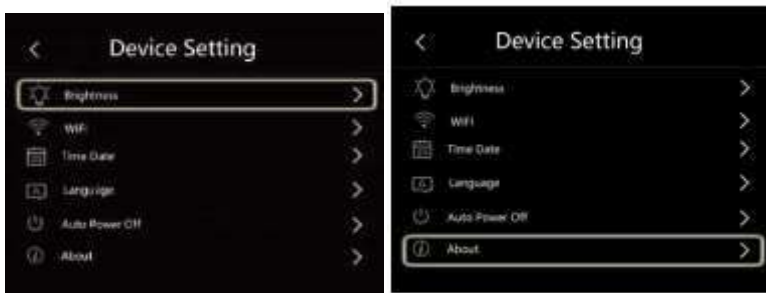 Device Setting
Brightness
WiFi
Time Date
Language
Auto Power Off
About
Device Setting
Brightness
WiFi
Time Date
Language
Auto Power Off
About